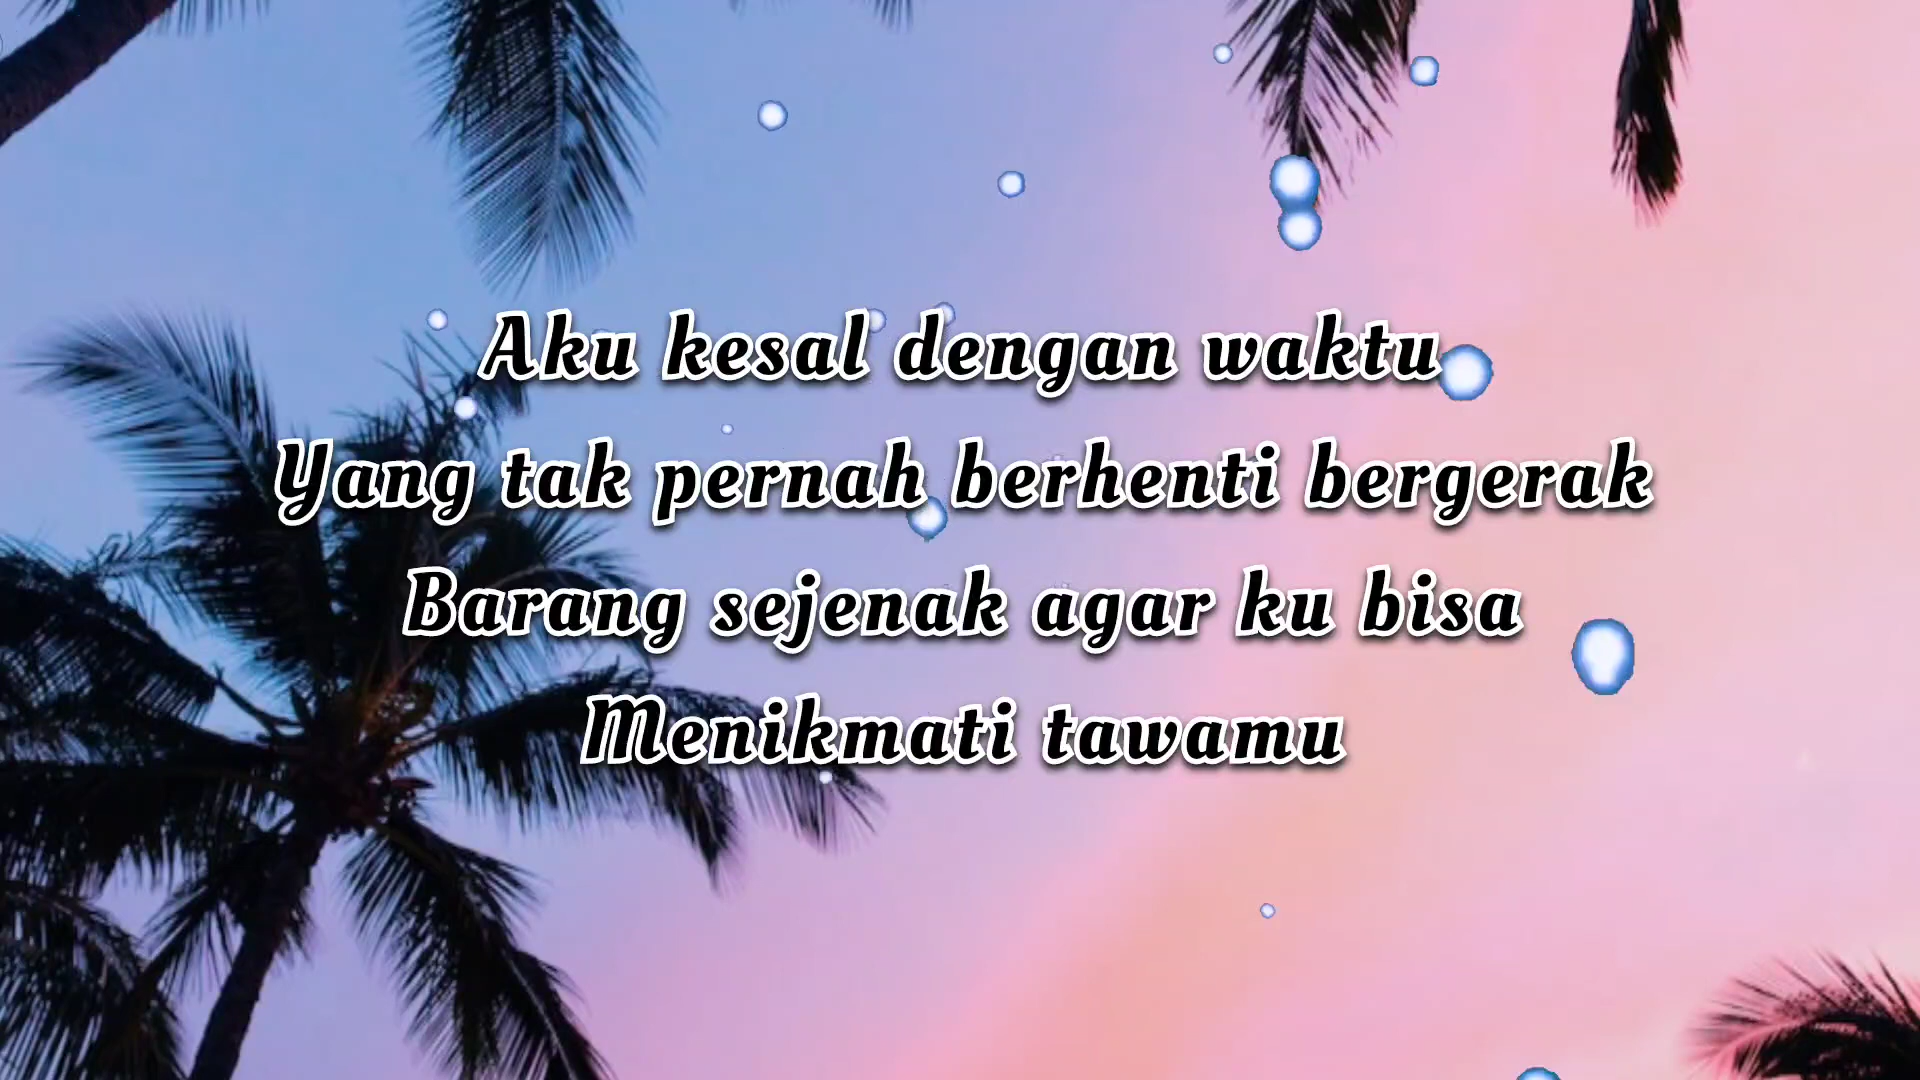 Aku kesal dengan waktu
Yang tak pernah berhenti bergerak
Barang sejenak agar ku bisa
Menikmati tawamu